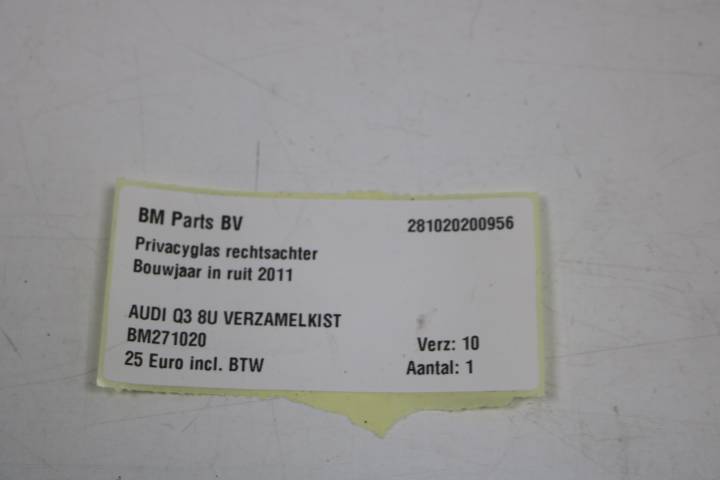 BM Parts BV 281020200956
Privacyglas rechtsachter
Bouwjaar in ruit 2011
AUDI Q3 8U VERZAMELKIST
BM271020 Verz: 10
25 Euro incl. BTW Aantal: 1